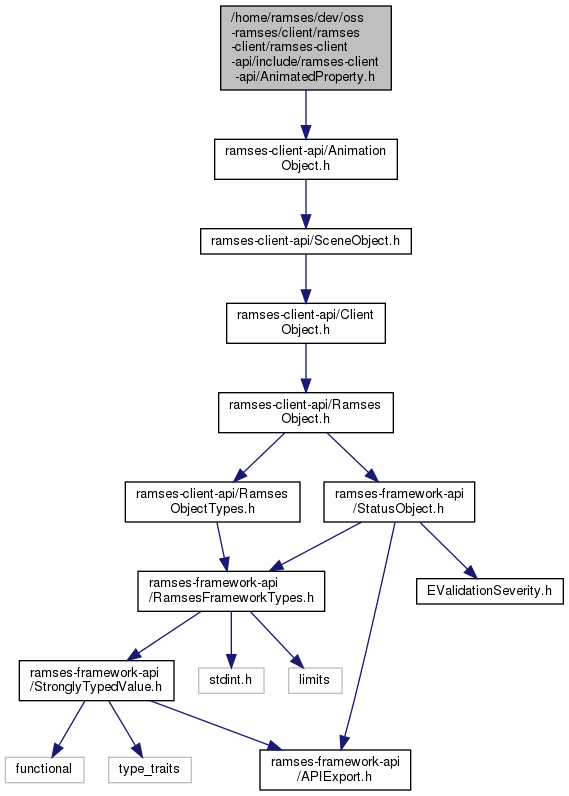 /home/ramses/dev/oss
-ramses/client/ramses
-client/ramses-client
-api/include/ramses-client
-api/AnimatedProperty.h
ramses-client-api/Animation
Object.h
ramses-client-api/SceneObject.h
ramses-client-api/Client
Object.h
ramses-client-api/Ramses
Object.h
ramses-client-api/Ramses
ObjectTypes.h
ramses-framework-api
/StatusObject.h
ramses-framework-api
/RamsesFrameworkTypes.h
EValidationSeverity.h
ramses-framework-api
/StronglyTypedValue.h
stdint.h
limits
functional
type_traits
ramses-framework-api
/APIExport.h